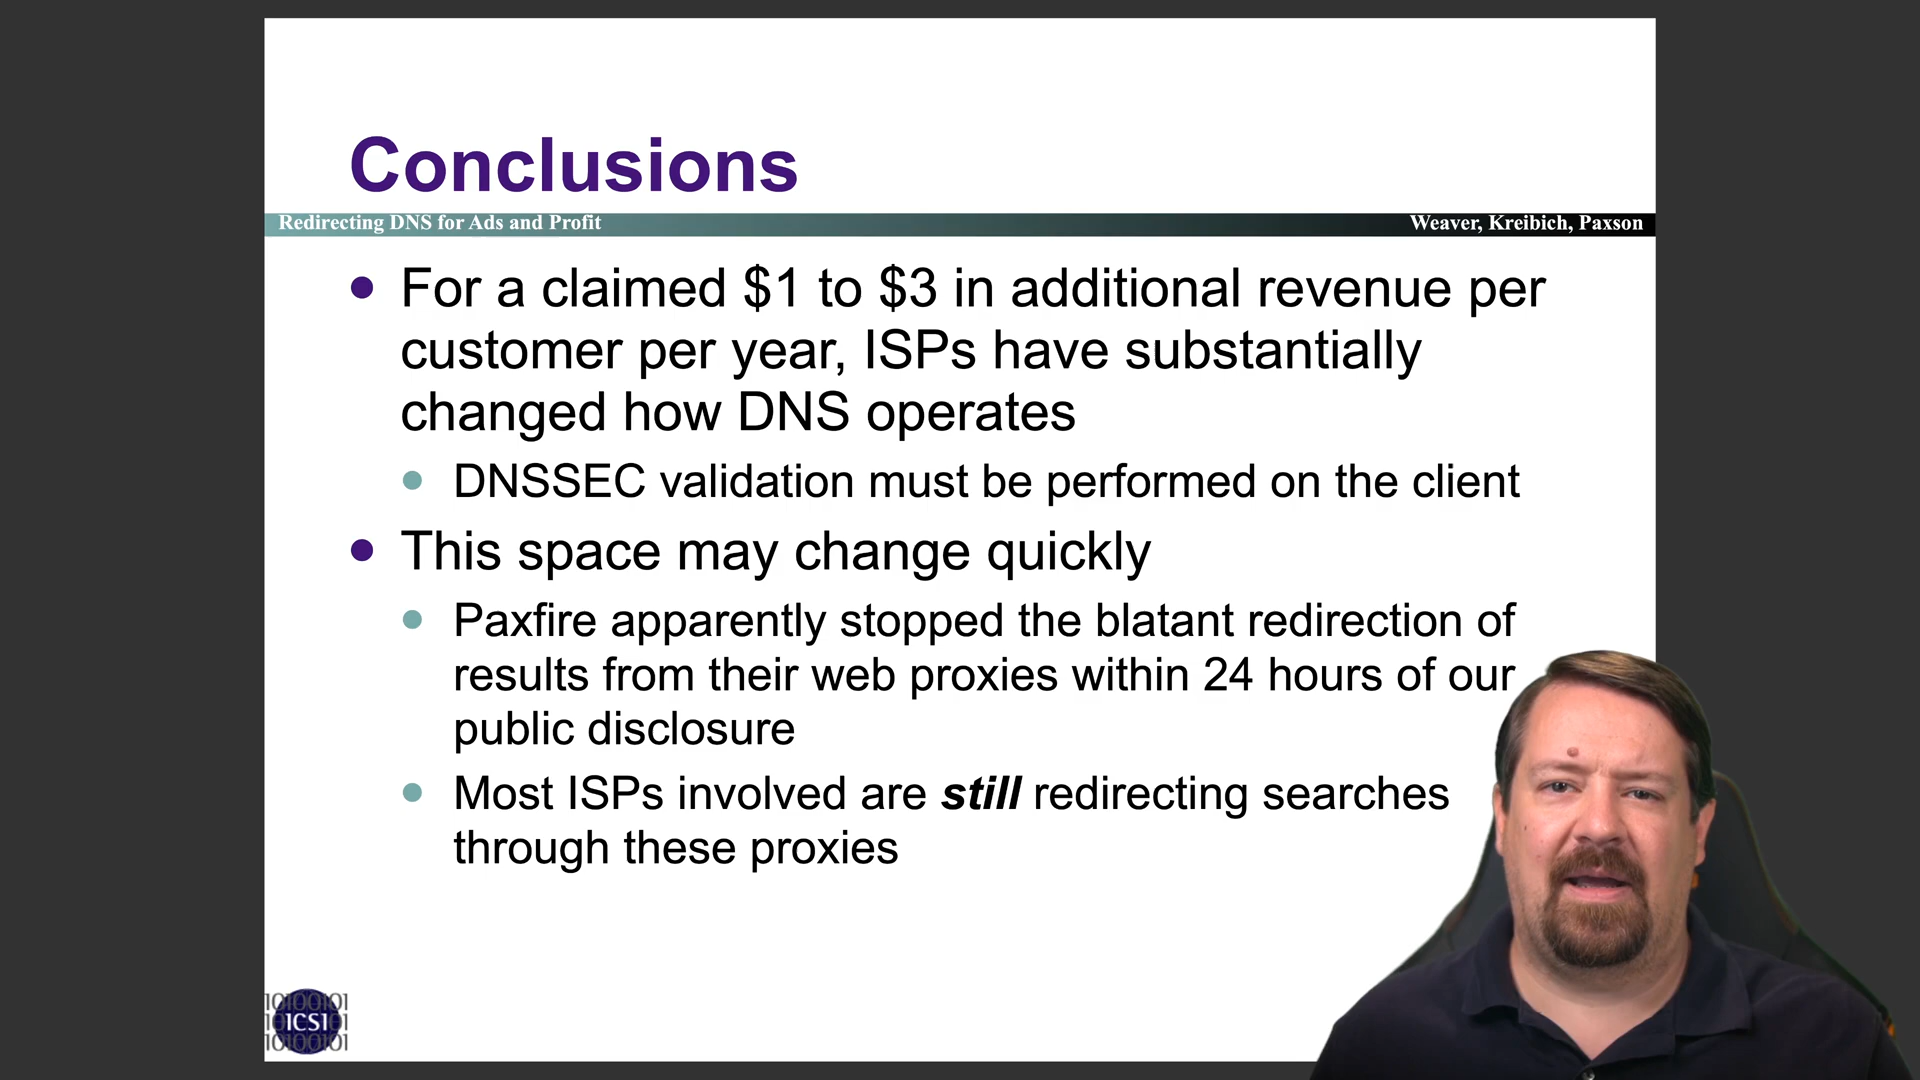 Conclusions
Redirecting DNS for Ads and Profit
Weaver, Kreibich, Paxson
For a claimed $1 to $3 in additional revenue per
customer per year, ISPs have substantially
changed how DNS operates
DNSSEC validation must be performed on the client
This space may change quickly
Paxfire apparently stopped the blatant redirection of
results from their web proxies within 24 hours of our
public disclosure
Most ISPs involved are still redirecting searches
through these proxies
10100101
ICSI
10100101